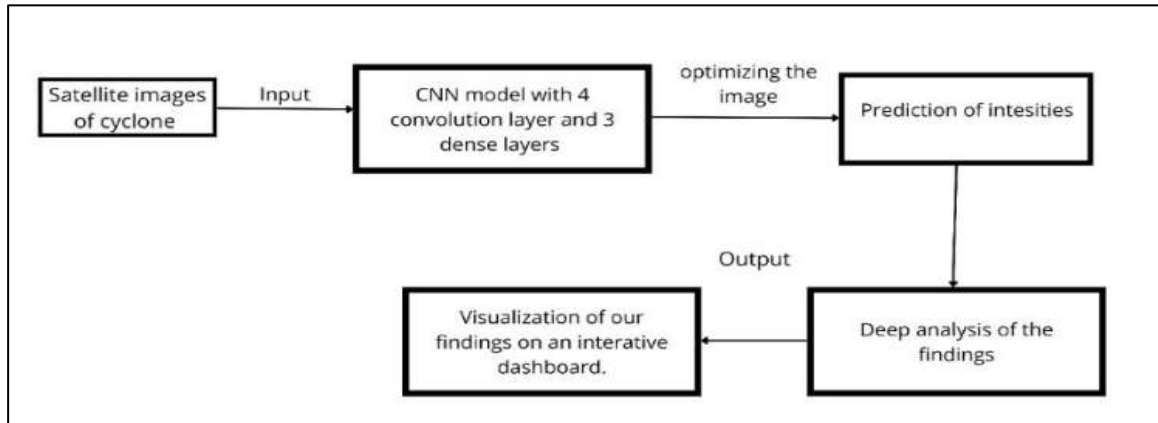 Satellite images
of cyclone
Input
CNN model with 4
convolution layer and 3
dense layers
optimizing the
image
Prediction of intesities
Deep analysis of the
findings
Output
Visualization of our
findings on an interative
dashboard.